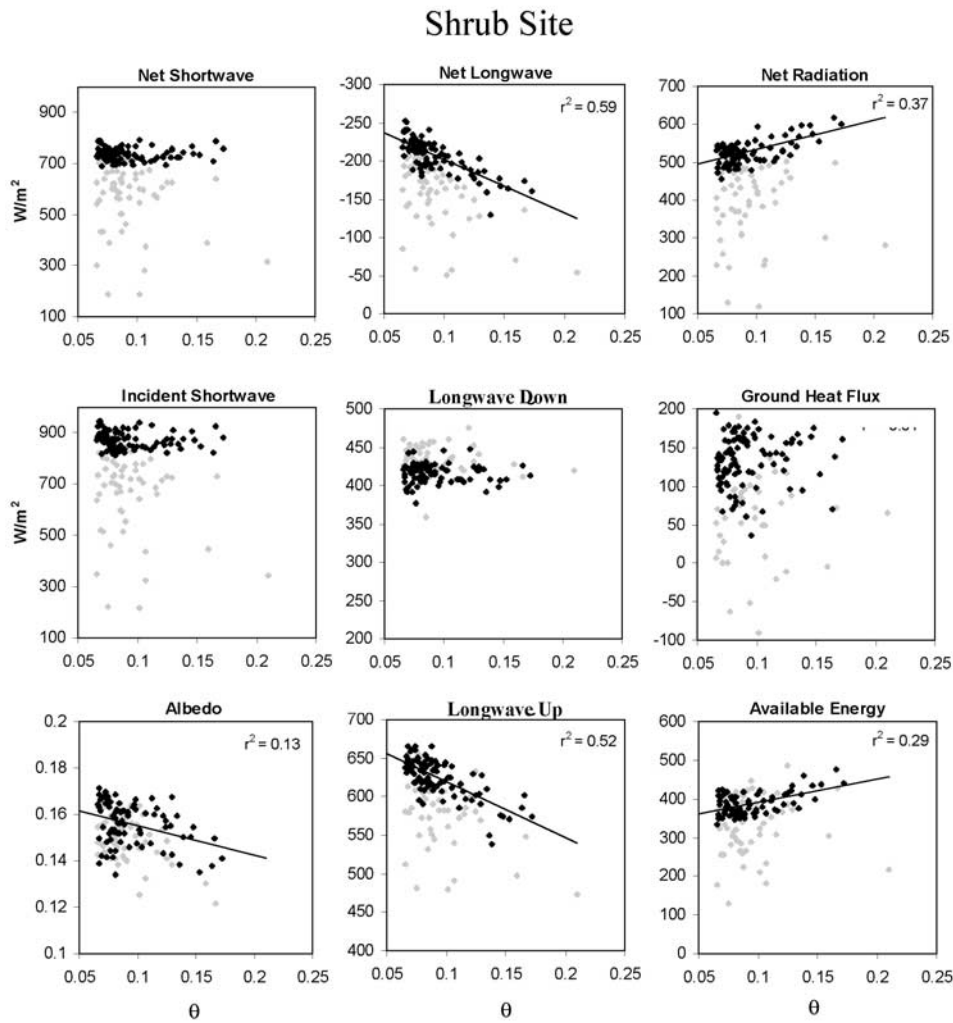 Shrub Site
Net Shortwave
900
700
500
300
100
W/m²
0.05 0.1 0.15 0.2 0.25
Net Longwave
r² = 0.59
-300
-250
-200
-150
-100
-50
0
0.05 0.1 0.15 0.2 0.25
Net Radiation
r² = 0.37
700
600
500
400
300
200
100
0.05 0.1 0.15 0.2 0.25
Incident Shortwave
900
700
500
300
100
W/m²
0.05 0.1 0.15 0.2 0.25
Longwave Down
500
450
400
350
300
250
200
0.05 0.1 0.15 0.2 0.25
Ground Heat Flux
200
150
100
50
0
-50
-100
0.05 0.1 0.15 0.2 0.25
Albedo
r² = 0.13
0.2
0.18
0.16
0.14
0.12
0.1
0.05 0.1 0.15 0.2 0.25
θ
Longwave Up
r² = 0.52
700
650
600
550
500
450
400
0.05 0.1 0.15 0.2 0.25
θ
Available Energy
r² = 0.29
600
500
400
300
200
100
0
0.05 0.1 0.15 0.2 0.25
θ